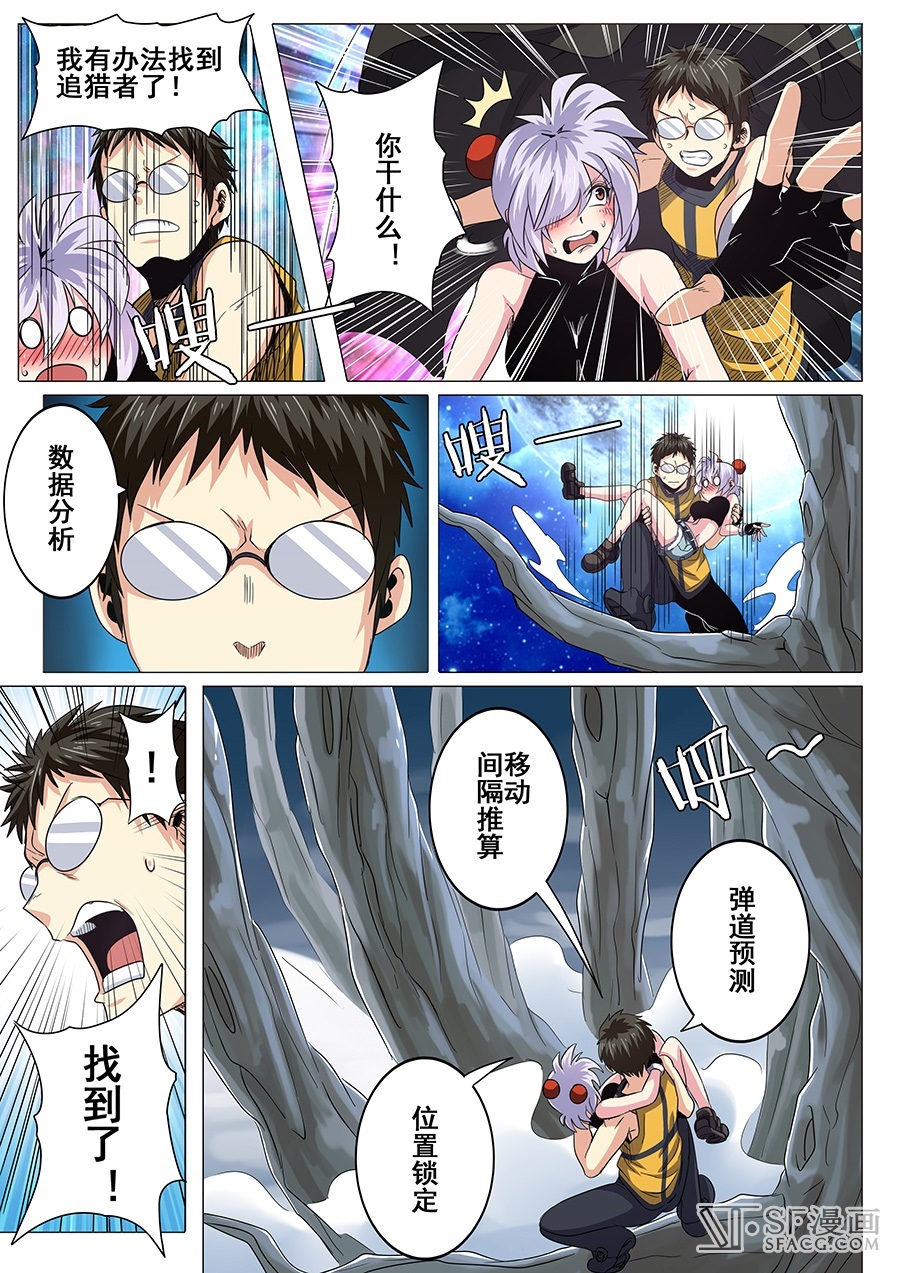 你干什么！
我有办法找到
追猎者了！
嗖一
嗖一
数据分析
呼～
弹道预测
移动
间隔推算
位置锁定
！
找到了！
SF漫画
SFACG.COM